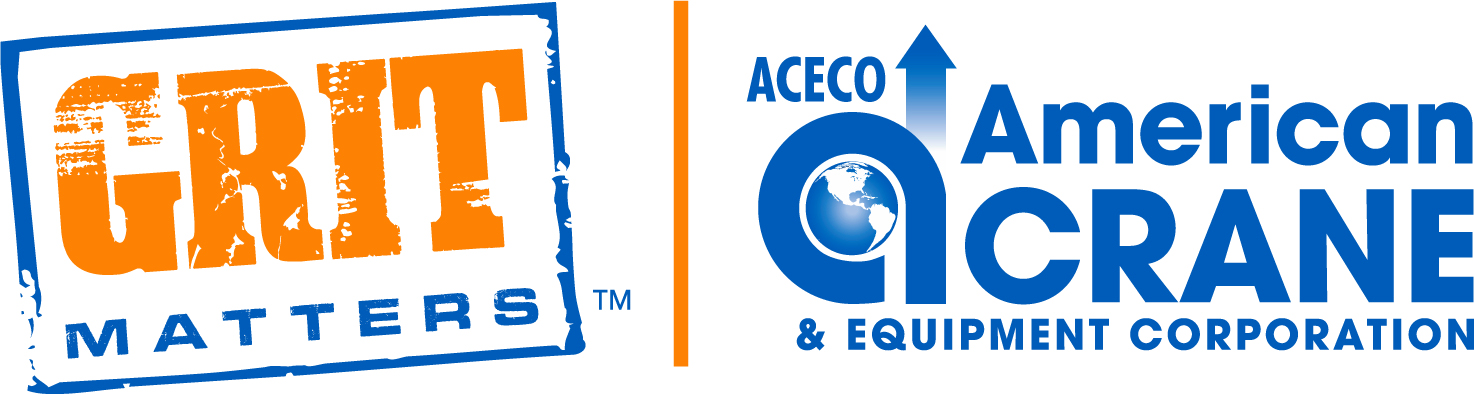 GRIT
MATTERS
TM
ACECO
American
CRANE
& EQUIPMENT CORPORATION